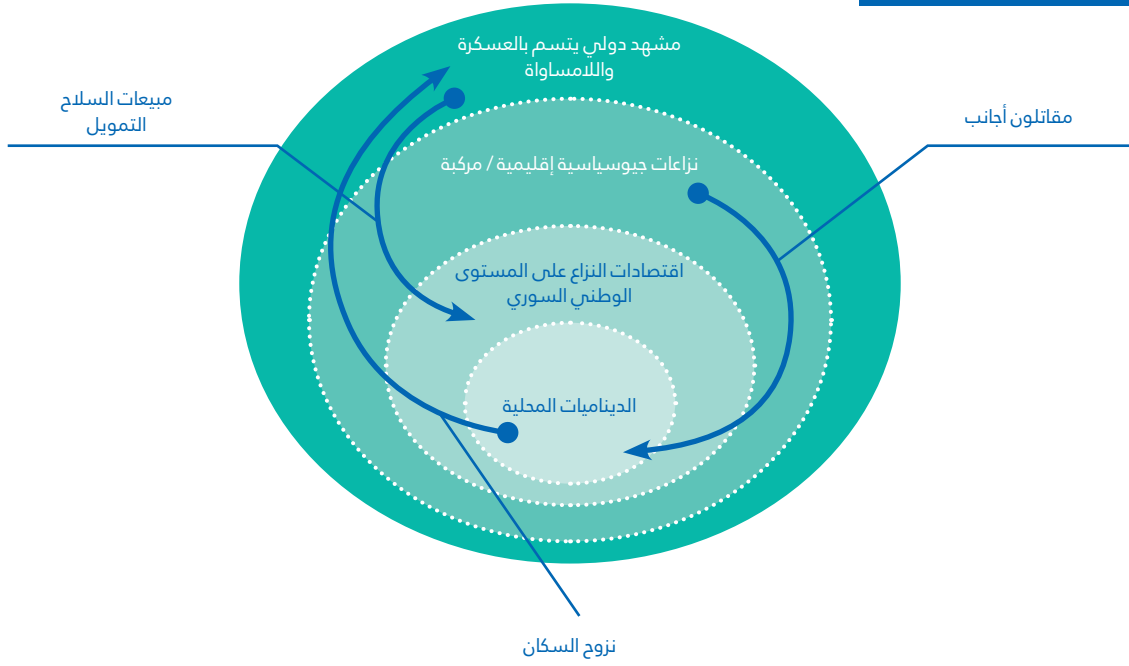 مشهد دولي يتسم بالعسكرة
واللامساواة
مبيعات السلاح
التمويل
مقاتلون أجانب
نزاعات جيوسياسية إقليمية / مركبة
اقتصادات النزاع على المستوى
الوطني السوري
الديناميات المحلية
نزوح السكان